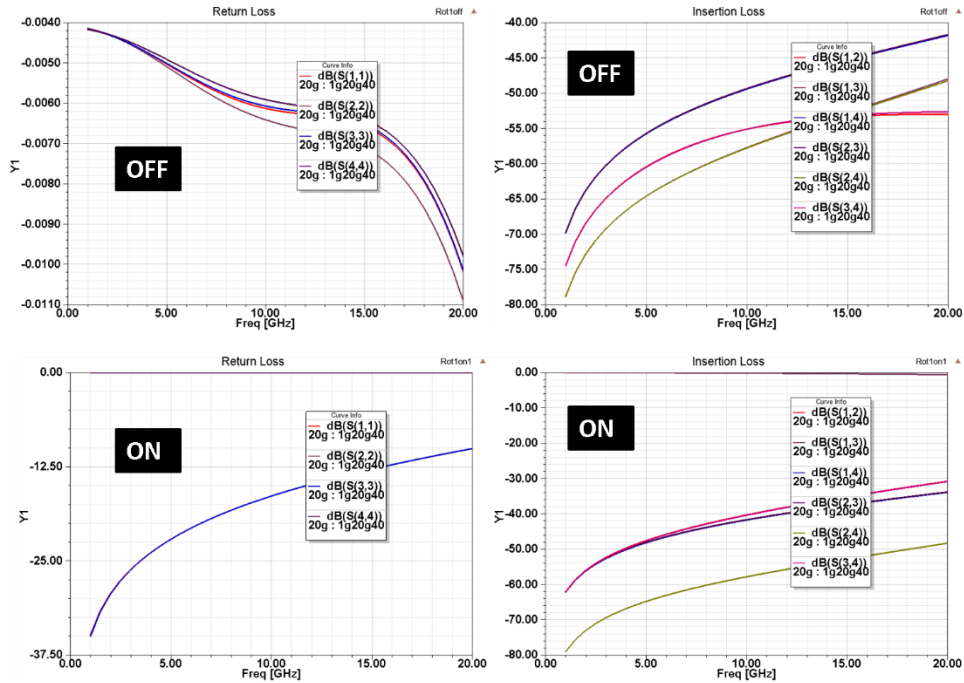 Return Loss
Rot1off
-0.0040
-0.0050
-0.0060
-0.0070
-0.0080
-0.0090
-0.0100
-0.0110
Y1
OFF
Curve Info
dB(S(1,1))
20g : 1g20g40
dB(S(2,2))
20g : 1g20g40
dB(S(3,3))
20g : 1g20g40
dB(S(4,4))
20g : 1g20g40
0.00 5.00 10.00 15.00 20.00
Freq [GHz]
Insertion Loss
Rot1off
-40.00
-45.00
-50.00
-55.00
-60.00
-65.00
-70.00
-75.00
-80.00
Y1
OFF
Curve Info
dB(S(1,2))
20g : 1g20g40
dB(S(1,3))
20g : 1g20g40
dB(S(1,4))
20g : 1g20g40
dB(S(2,3))
20g : 1g20g40
dB(S(2,4))
20g : 1g20g40
dB(S(3,4))
20g : 1g20g40
0.00 5.00 10.00 15.00 20.00
Freq [GHz]
Return Loss
Rot1on1
0.00
-12.50
-25.00
-37.50
Y1
ON
Curve Info
dB(S(1,1))
20g : 1g20g40
dB(S(2,2))
20g : 1g20g40
dB(S(3,3))
20g : 1g20g40
dB(S(4,4))
20g : 1g20g40
0.00 5.00 10.00 15.00 20.00
Freq [GHz]
Insertion Loss
Rot1on1
0.00
-10.00
-20.00
-30.00
-40.00
-50.00
-60.00
-70.00
-80.00
Y1
ON
Curve Info
dB(S(1,2))
20g : 1g20g40
dB(S(1,3))
20g : 1g20g40
dB(S(1,4))
20g : 1g20g40
dB(S(2,3))
20g : 1g20g40
dB(S(2,4))
20g : 1g20g40
dB(S(3,4))
20g : 1g20g40
0.00 5.00 10.00 15.00 20.00
Freq [GHz]